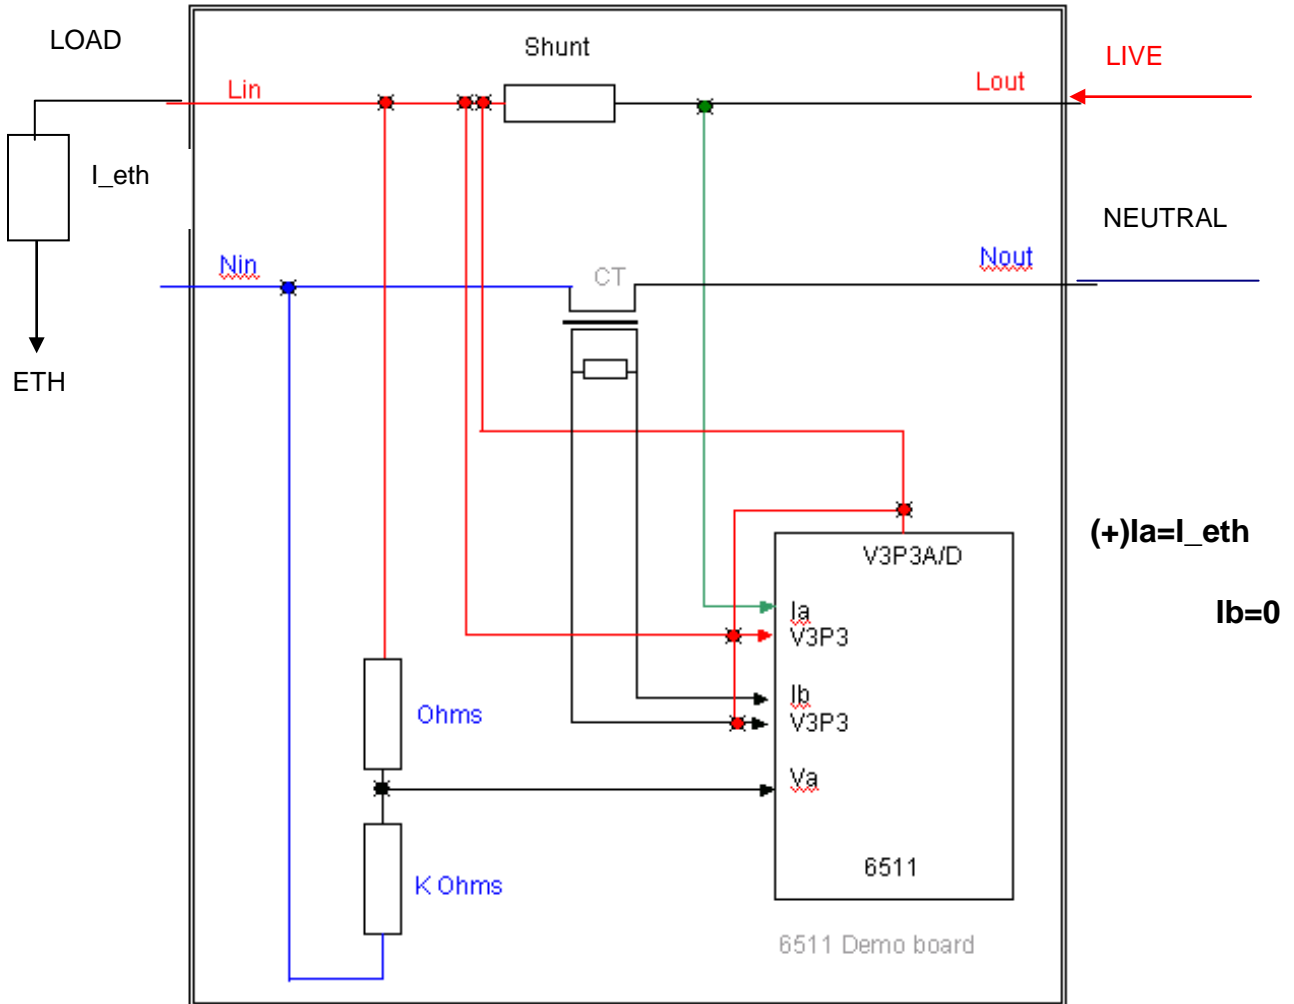 LOAD
Shunt
LIVE
Lin
Lout
I_eth
NEUTRAL
Nin
CT
Nout
ETH
(+)Ia=I_eth
V3P3A/D
Ia
V3P3
Ib=0
Ib
V3P3
Ohms
Va
6511
K Ohms
6511 Demo board